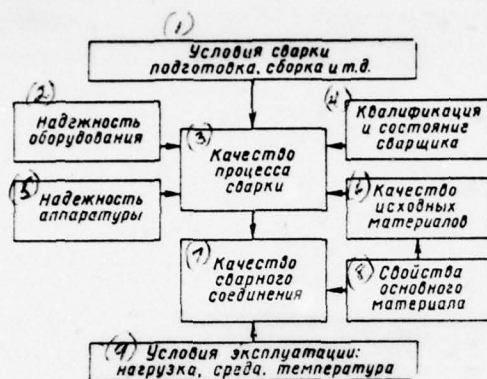 (1)
Условия сварки
подготовка, сборка и т.д.
(2)
Надежность
оборудования
(3)
Качество
процесса
сварки
(4)
Квалификация
и состояние
сварщика
(5)
Надежность
аппаратуры
(6)
Качество
исходных
материалов
(7)
Качество
сварного
соединения
(8)
Свойства
основного
материала
(9)
Условия эксплуатации:
нагрузка, среда, температура